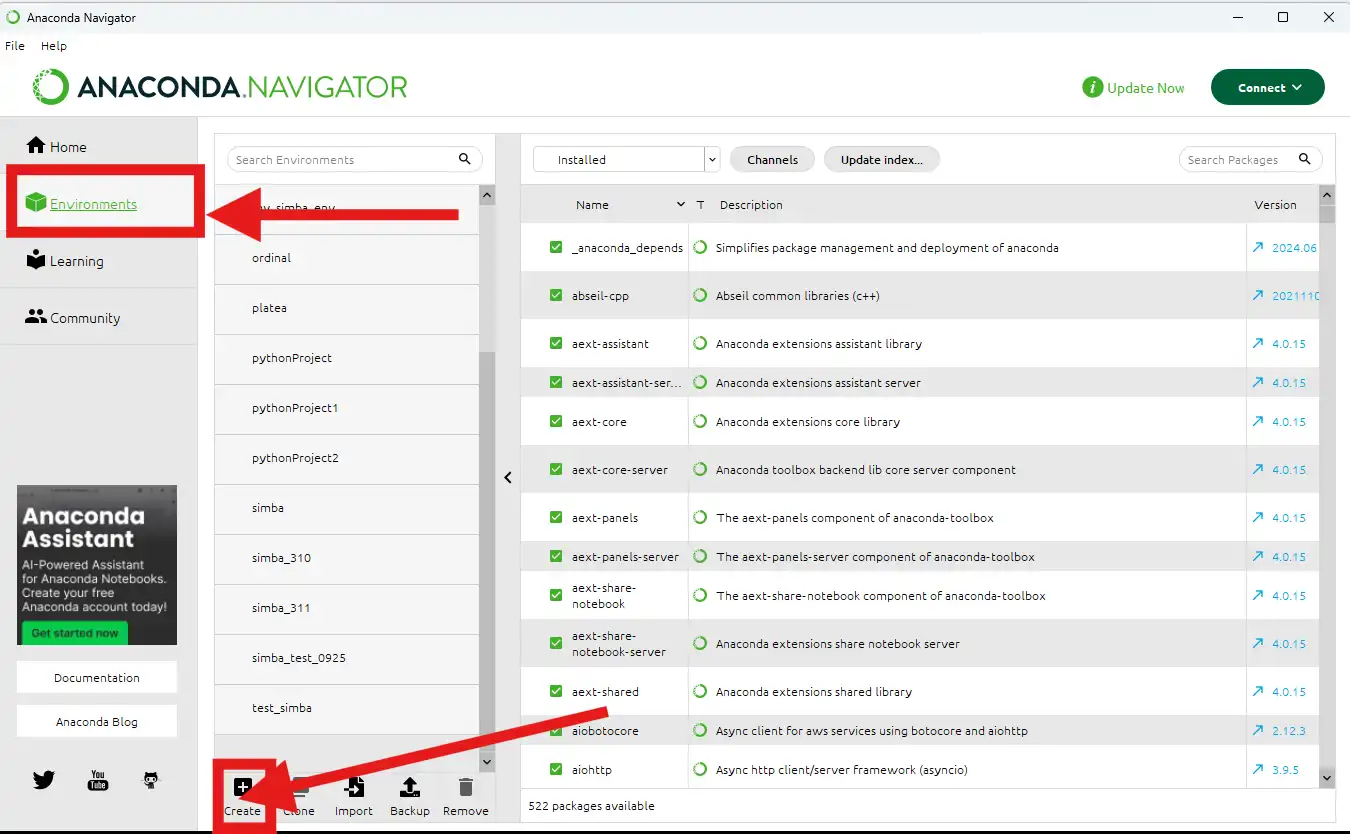 Anaconda Navigator
File Help
ANACONDA.NAVIGATOR
Update Now
Connect
Home
Environments
Learning
Community
Anaconda
Assistant
AI-Powered Assistant
for Anaconda Notebooks.
Create your free
Anaconda account today!
Get started now
Documentation
Anaconda Blog
You
Tube
Search Environments
ordinal
platea
pythonProject
pythonProject1
pythonProject2
simba
simba_310
simba_311
simba_test_0925
test_simba
Create Clone Import Backup Remove
Installed Channels Update index... Search Packages
Name T Description Version
_anaconda_depends Simplifies package management and deployment of anaconda 2024.06
abseil-cpp Abseil common libraries (c++) 2021110
aext-assistant Anaconda extensions assistant library 4.0.15
aext-assistant-ser... Anaconda extensions assistant server 4.0.15
aext-core Anaconda extensions core library 4.0.15
aext-core-server Anaconda toolbox backend lib core server component 4.0.15
aext-panels The aext-panels component of anaconda-toolbox 4.0.15
aext-panels-server The aext-panels-server component of anaconda-toolbox 4.0.15
aext-share-
notebook The aext-share-notebook component of anaconda-toolbox 4.0.15
aext-share-
notebook-server Anaconda extensions share notebook server 4.0.15
aext-shared Anaconda extensions shared library 4.0.15
aiobotocore Async client for aws services using botocore and aiohttp 2.12.3
aiohttp Async http client/server framework (asyncio) 3.9.5
522 packages available